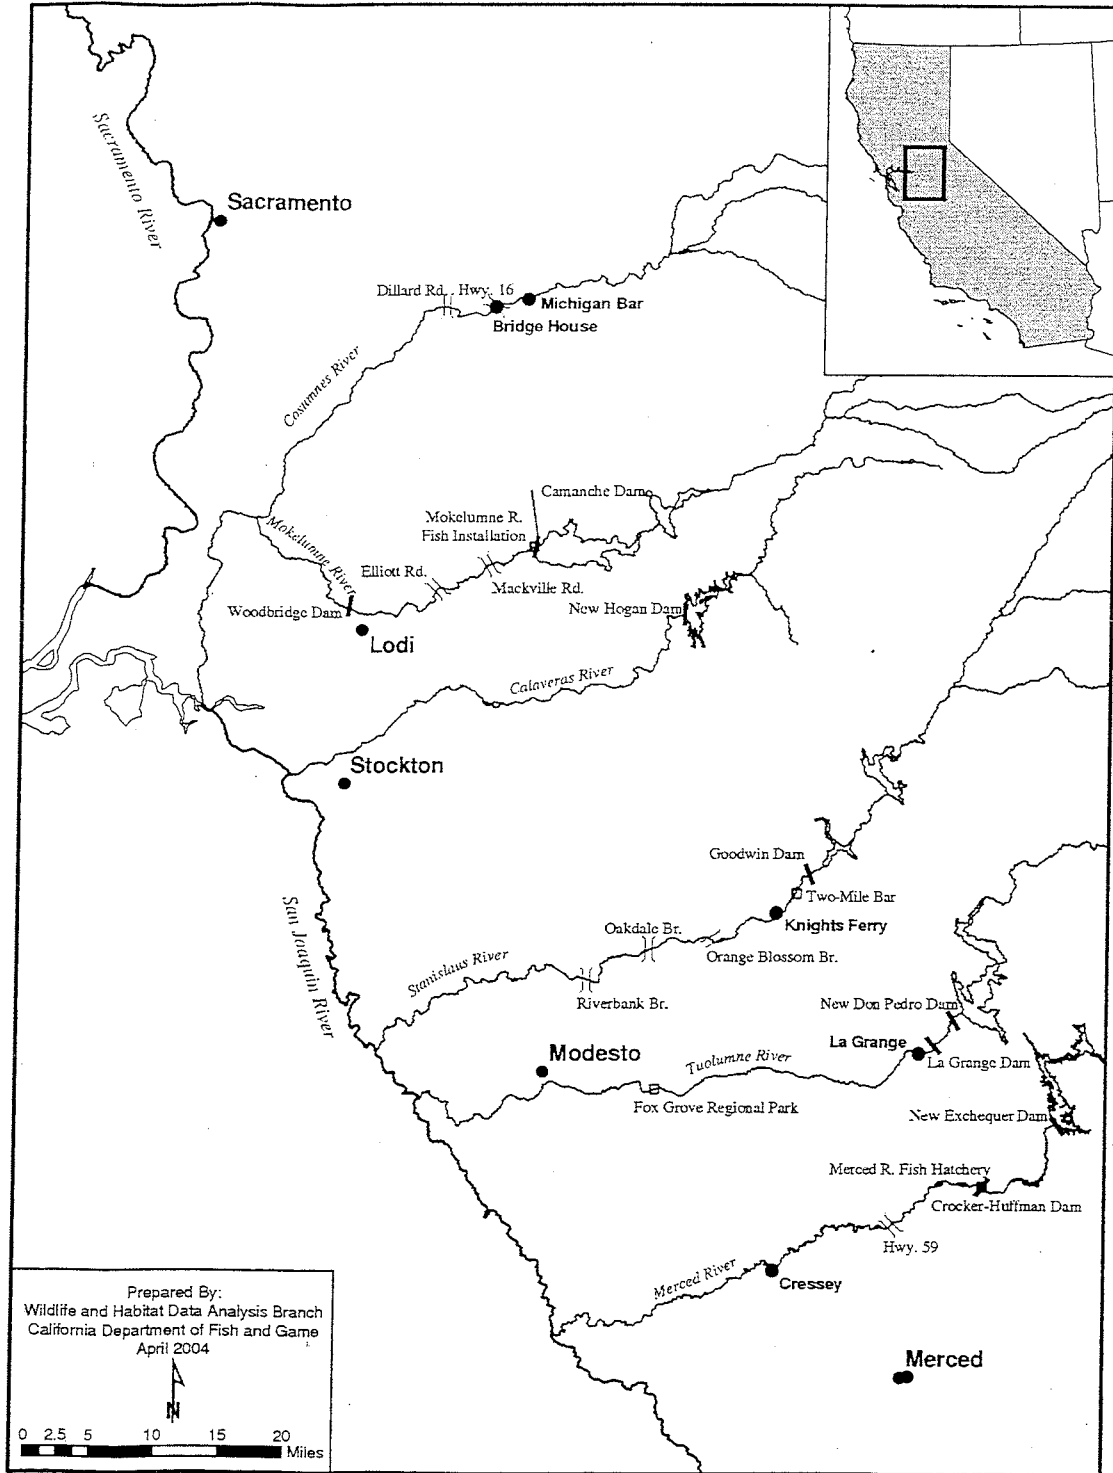 Sacramento River
Sacramento
Dillard Rd.
Hwy. 16
Michigan Bar
Bridge House
Cosumnes River
Camanche Dam
Mokelumne R.
Fish Installation
Mokelumne River
Elliott Rd.
Mackville Rd.
Woodbridge Dam
New Hogan Dam
Lodi
Calaveras River
Stockton
Goodwin Dam
Two-Mile Bar
San Joaquin River
Knights Ferry
Oakdale Br.
Orange Blossom Br.
Stanislaus River
Riverbank Br.
New Don Pedro Dam
La Grange
Modesto
Tuolumne River
La Grange Dam
Fox Grove Regional Park
New Exchequer Dam
Merced R. Fish Hatchery
Crocker-Huffman Dam
Hwy. 59
Merced River
Cressey
Merced
Prepared By:
Wildlife and Habitat Data Analysis Branch
California Department of Fish and Game
April 2004
N
0 2.5 5 10 15 20
Miles